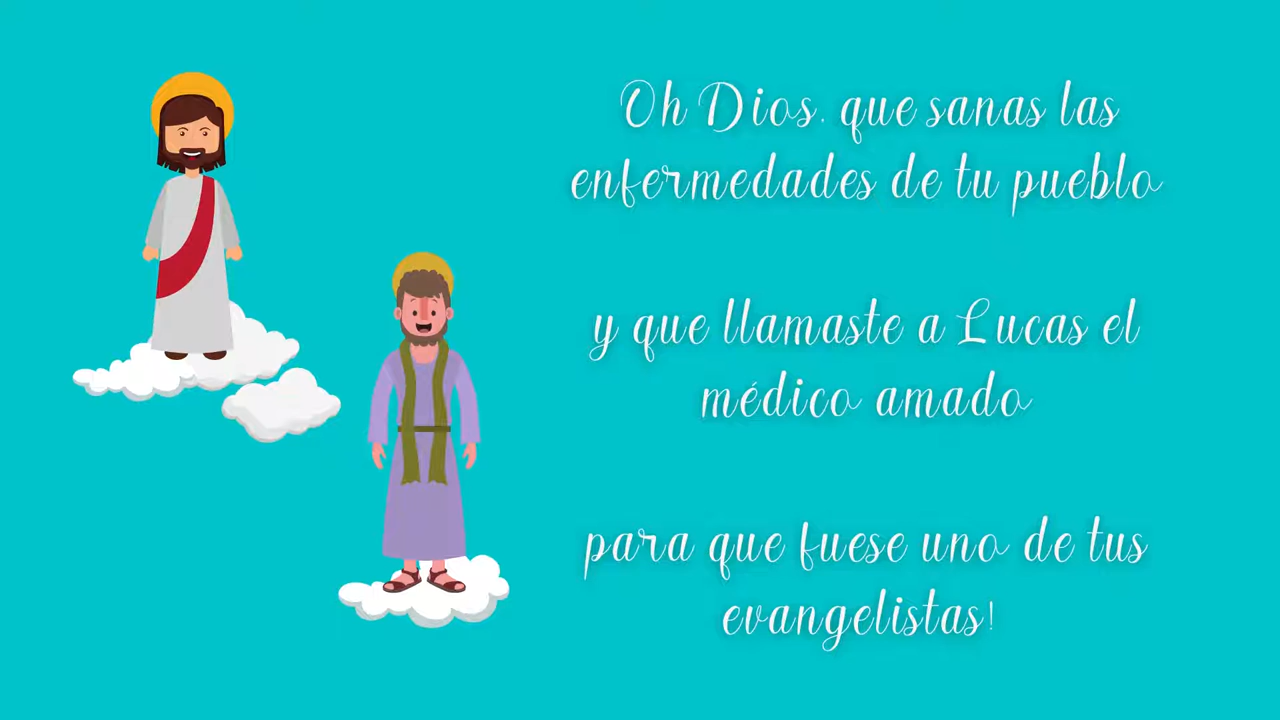 Oh Dios, que sanas las
enfermedades de tu pueblo
y que llamaste a Lucas el
médico amado
para que fuese uno de tus
evangelistas!